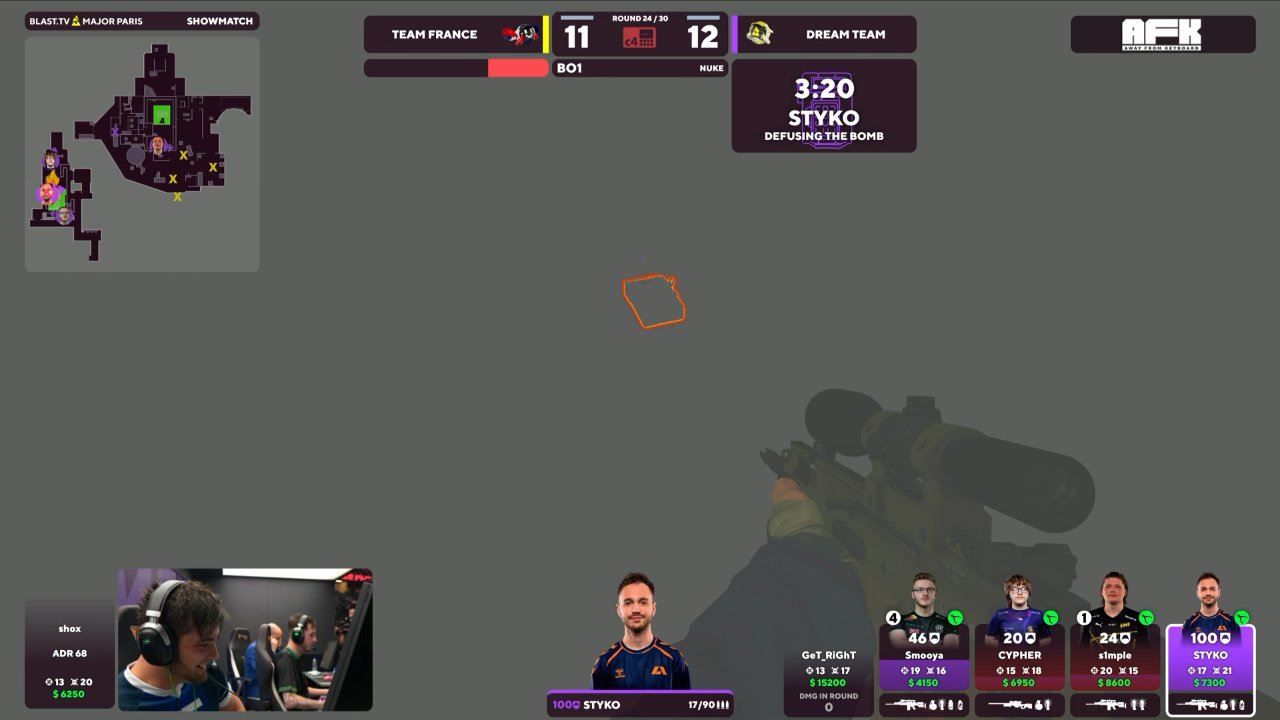 BLAST.TV MAJOR PARIS SHOWMATCH
TEAM FRANCE
11
ROUND 24 / 30
C4
12
DREAM TEAM
AFK
AWAY FROM KEYBOARD
BO1 NUKE
3:20
STYKO
DEFUSING THE BOMB
X
X
X
X
X
shox
ADR 68
13 20
$ 6250
100 STYKO 17/90
GeT_RiGhT
13 17
$ 15200
DMG IN ROUND
0
4
46
Smooya
19 16
$ 4150
20
CYPHER
15 18
$ 6950
1
24
s1mple
20 15
$ 8600
100
STYKO
17 21
$ 7300